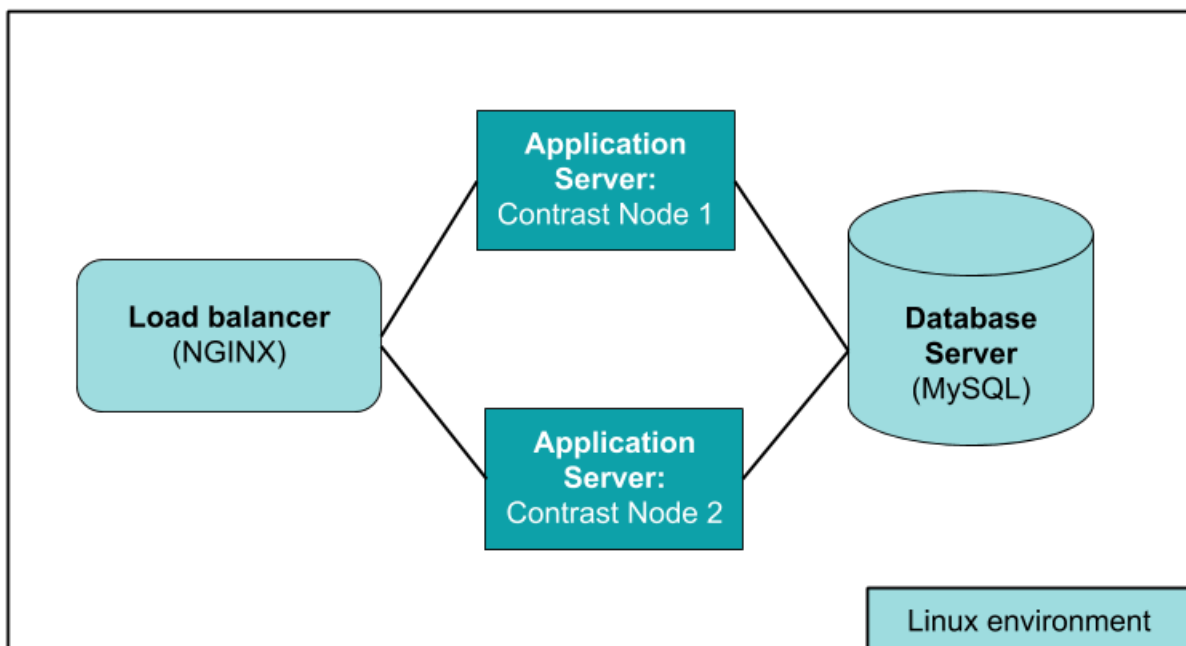 Application
Server:
Contrast Node 1
Load balancer
(NGINX)
Database
Server
(MySQL)
Application
Server:
Contrast Node 2
Linux environment